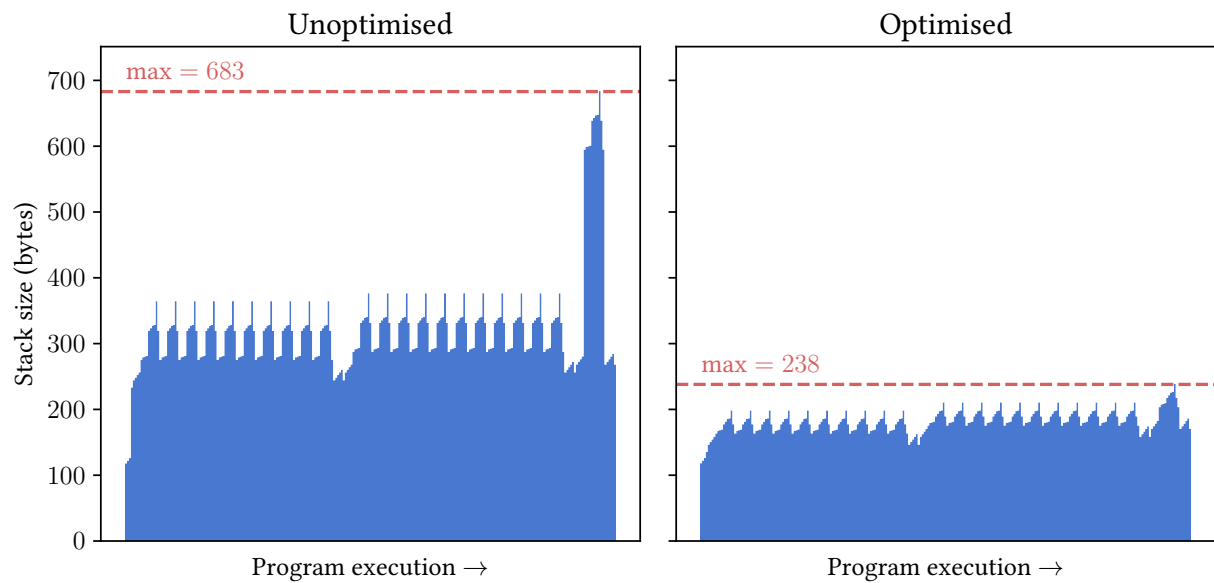 Unoptimised
Optimised
max = 683
max = 238
Stack size (bytes)
700
600
500
400
300
200
100
0
Program execution →
Program execution →